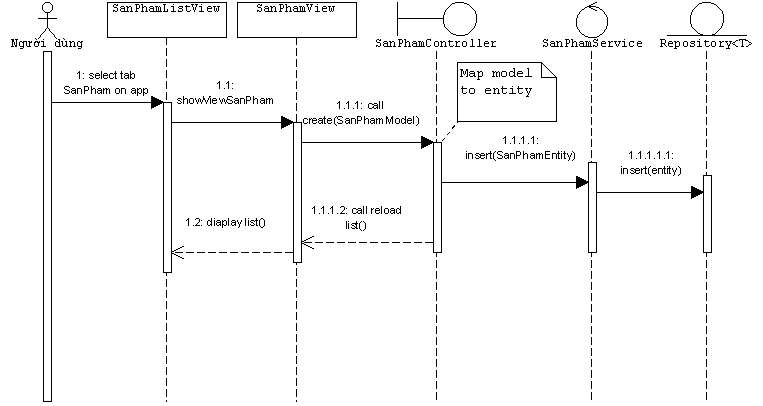 SanPhamListView
SanPhamView
Người dùng
SanPhamController
SanPhamService
Repository<T>
Map model
to entity
1: select tab
SanPham on app
1.1:
showViewSanPham
1.1.1: call
create(SanPhamModel)
1.1.1.1:
insert(SanPhamEntity)
1.1.1.1.1:
insert(entity)
1.2: diaplay list()
1.1.1.2: call reload
list()